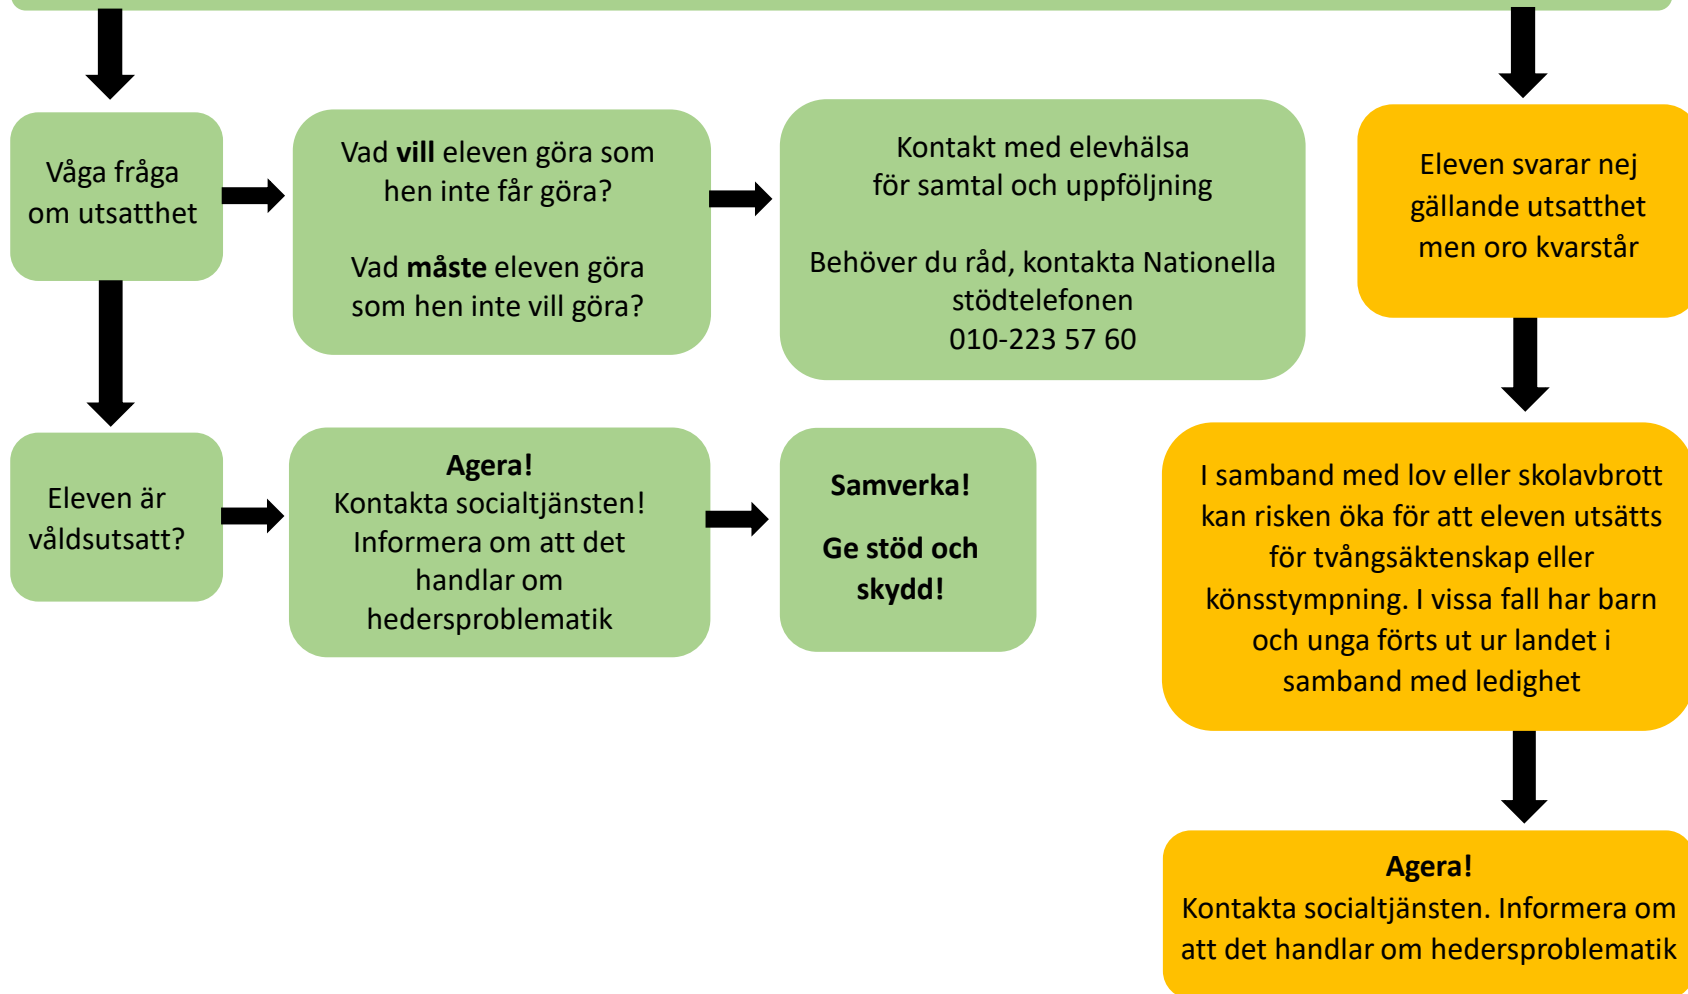 Våga fråga
om utsatthet
Vad vill eleven göra som
hen inte får göra?
Vad måste eleven göra
som hen inte vill göra?
Kontakt med elevhälsa
för samtal och uppföljning
Behöver du råd, kontakta Nationella
stödtelefonen
010-223 57 60
Eleven svarar nej
gällande utsatthet
men oro kvarstår
Eleven är
våldsutsatt?
Agera!
Kontakta socialtjänsten!
Informera om att det
handlar om
hedersproblematik
Samverka!
Ge stöd och
skydd!
I samband med lov eller skolavbrott
kan risken öka för att eleven utsätts
för tvångsäktenskap eller
könsstympning. I vissa fall har barn
och unga förts ut ur landet i
samband med ledighet
Agera!
Kontakta socialtjänsten. Informera om
att det handlar om hedersproblematik